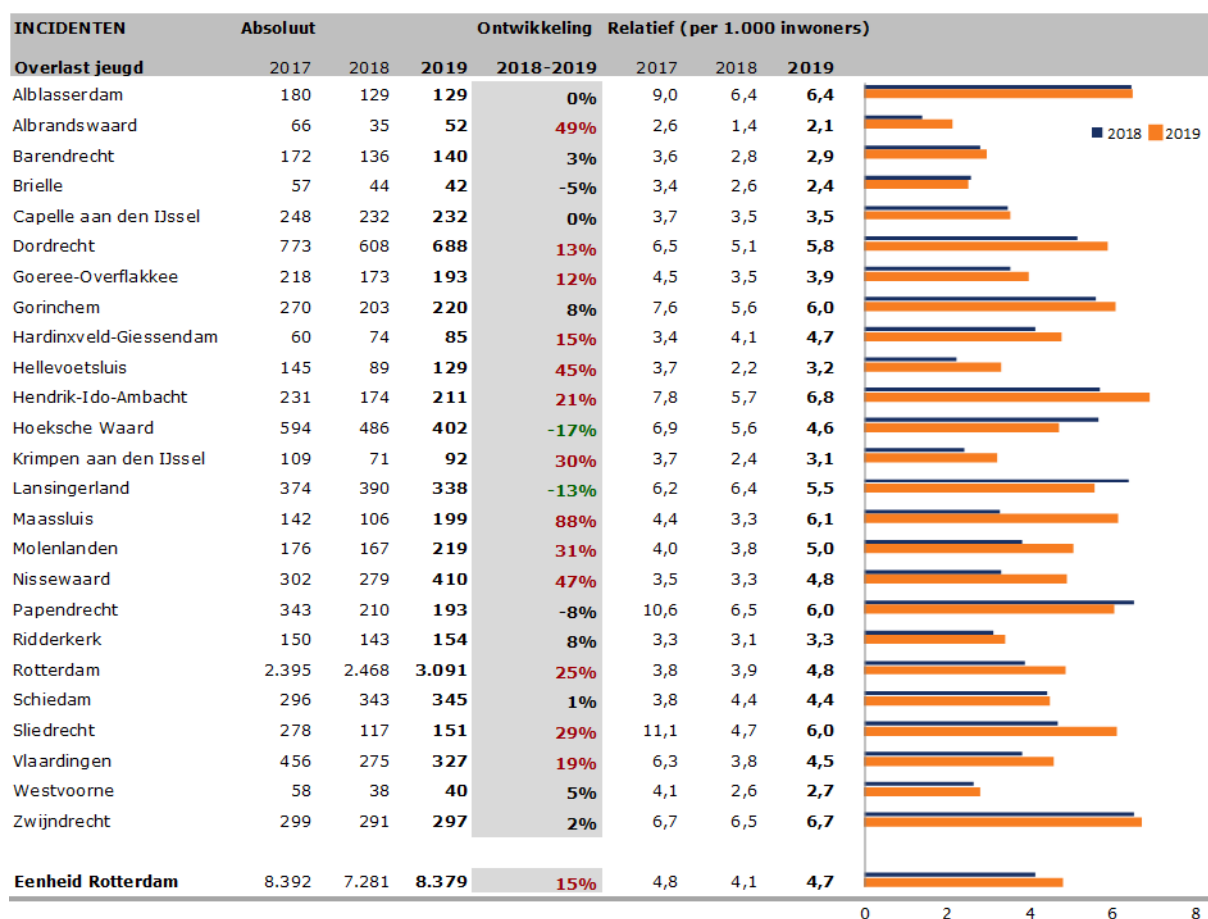 INCIDENTEN Absoluut Ontwikkeling Relatief (per 1.000 inwoners)
Overlast jeugd 2017 2018 2019 2018-2019 2017 2018 2019
Alblasserdam 180 129 129 0% 9,0 6,4 6,4
Albrandswaard 66 35 52 49% 2,6 1,4 2,1
2018 2019
Barendrecht 172 136 140 3% 3,6 2,8 2,9
Brielle 57 44 42 -5% 3,4 2,6 2,4
Capelle aan den IJssel 248 232 232 0% 3,7 3,5 3,5
Dordrecht 773 608 688 13% 6,5 5,1 5,8
Goeree-Overflakkee 218 173 193 12% 4,5 3,5 3,9
Gorinchem 270 203 220 8% 7,6 5,6 6,0
Hardinxveld-Giessendam 60 74 85 15% 3,4 4,1 4,7
Hellevoetsluis 145 89 129 45% 3,7 2,2 3,2
Hendrik-Ido-Ambacht 231 174 211 21% 7,8 5,7 6,8
Hoeksche Waard 594 486 402 -17% 6,9 5,6 4,6
Krimpen aan den IJssel 109 71 92 30% 3,7 2,4 3,1
Lansingerland 374 390 338 -13% 6,2 6,4 5,5
Maassluis 142 106 199 88% 4,4 3,3 6,1
Molenlanden 176 167 219 31% 4,0 3,8 5,0
Nissewaard 302 279 410 47% 3,5 3,3 4,8
Papendrecht 343 210 193 -8% 10,6 6,5 6,0
Ridderkerk 150 143 154 8% 3,3 3,1 3,3
Rotterdam 2.395 2.468 3.091 25% 3,8 3,9 4,8
Schiedam 296 343 345 1% 3,8 4,4 4,4
Sliedrecht 278 117 151 29% 11,1 4,7 6,0
Vlaardingen 456 275 327 19% 6,3 3,8 4,5
Westvoorne 58 38 40 5% 4,1 2,6 2,7
Zwijndrecht 299 291 297 2% 6,7 6,5 6,7
Eenheid Rotterdam 8.392 7.281 8.379 15% 4,8 4,1 4,7
0 2 4 6 8